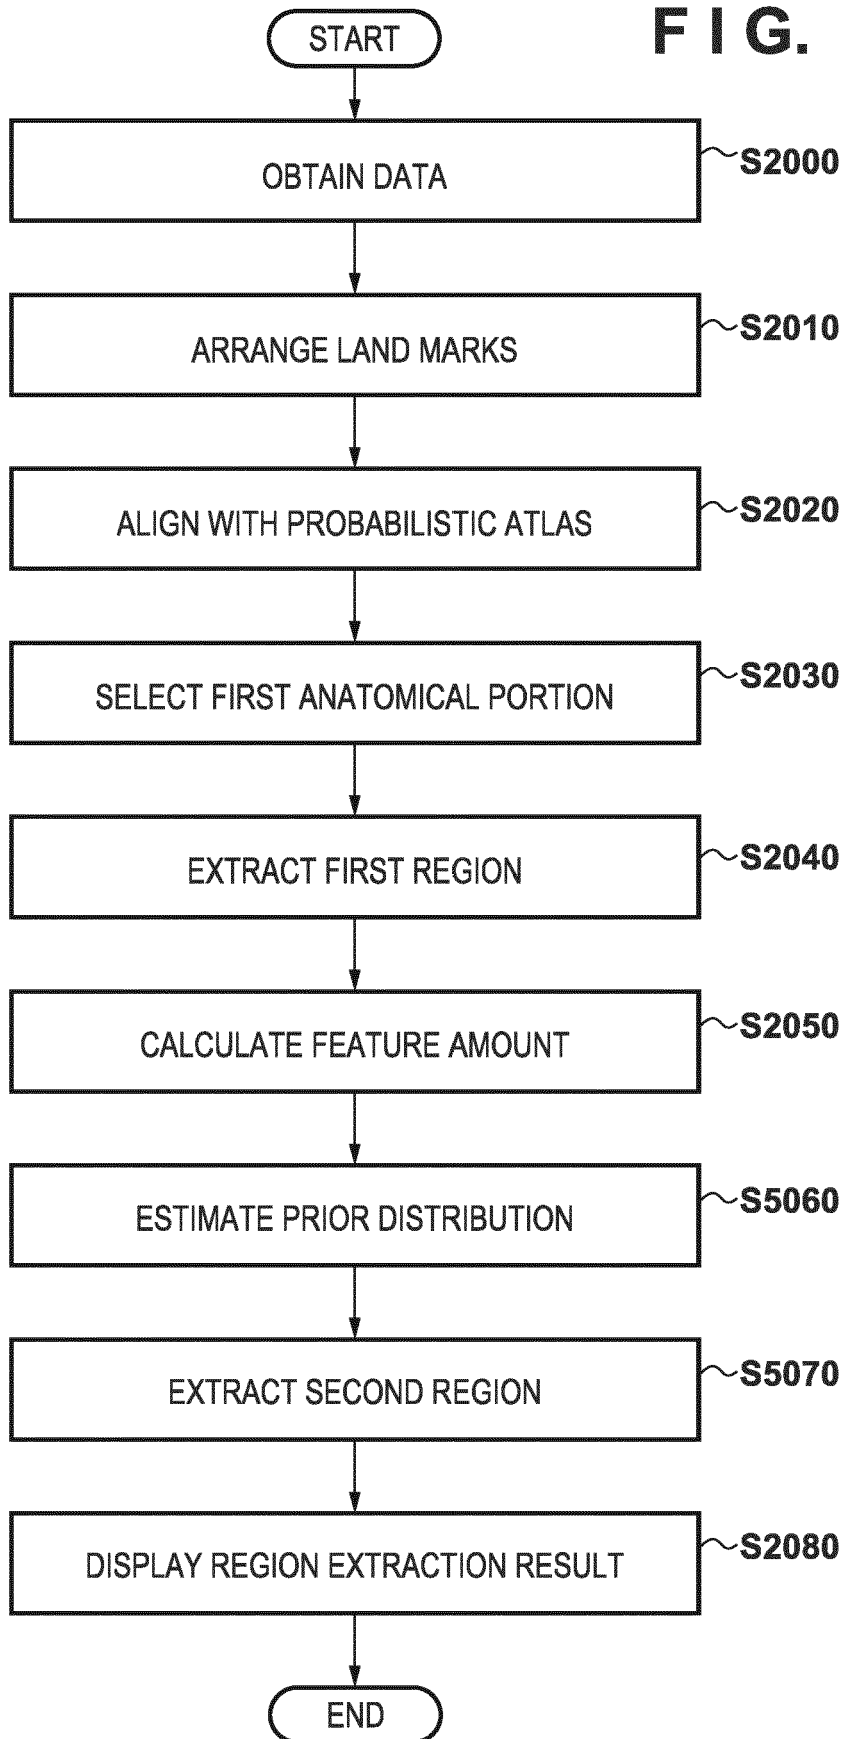 START
F I G.
OBTAIN DATA
S2000
ARRANGE LAND MARKS
S2010
ALIGN WITH PROBABILISTIC ATLAS
S2020
SELECT FIRST ANATOMICAL PORTION
S2030
EXTRACT FIRST REGION
S2040
CALCULATE FEATURE AMOUNT
S2050
ESTIMATE PRIOR DISTRIBUTION
S5060
EXTRACT SECOND REGION
S5070
DISPLAY REGION EXTRACTION RESULT
S2080
END